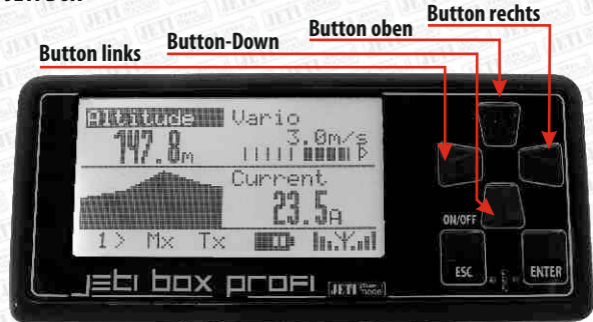 Button rechts
Button oben
Button-Down
Button links
Altitude
Vario
147.8m
3.0m/s
Current
23.5A
1> Mx Tx
ON/OFF
ESC
ENTER
JETI box PROFI
JETI